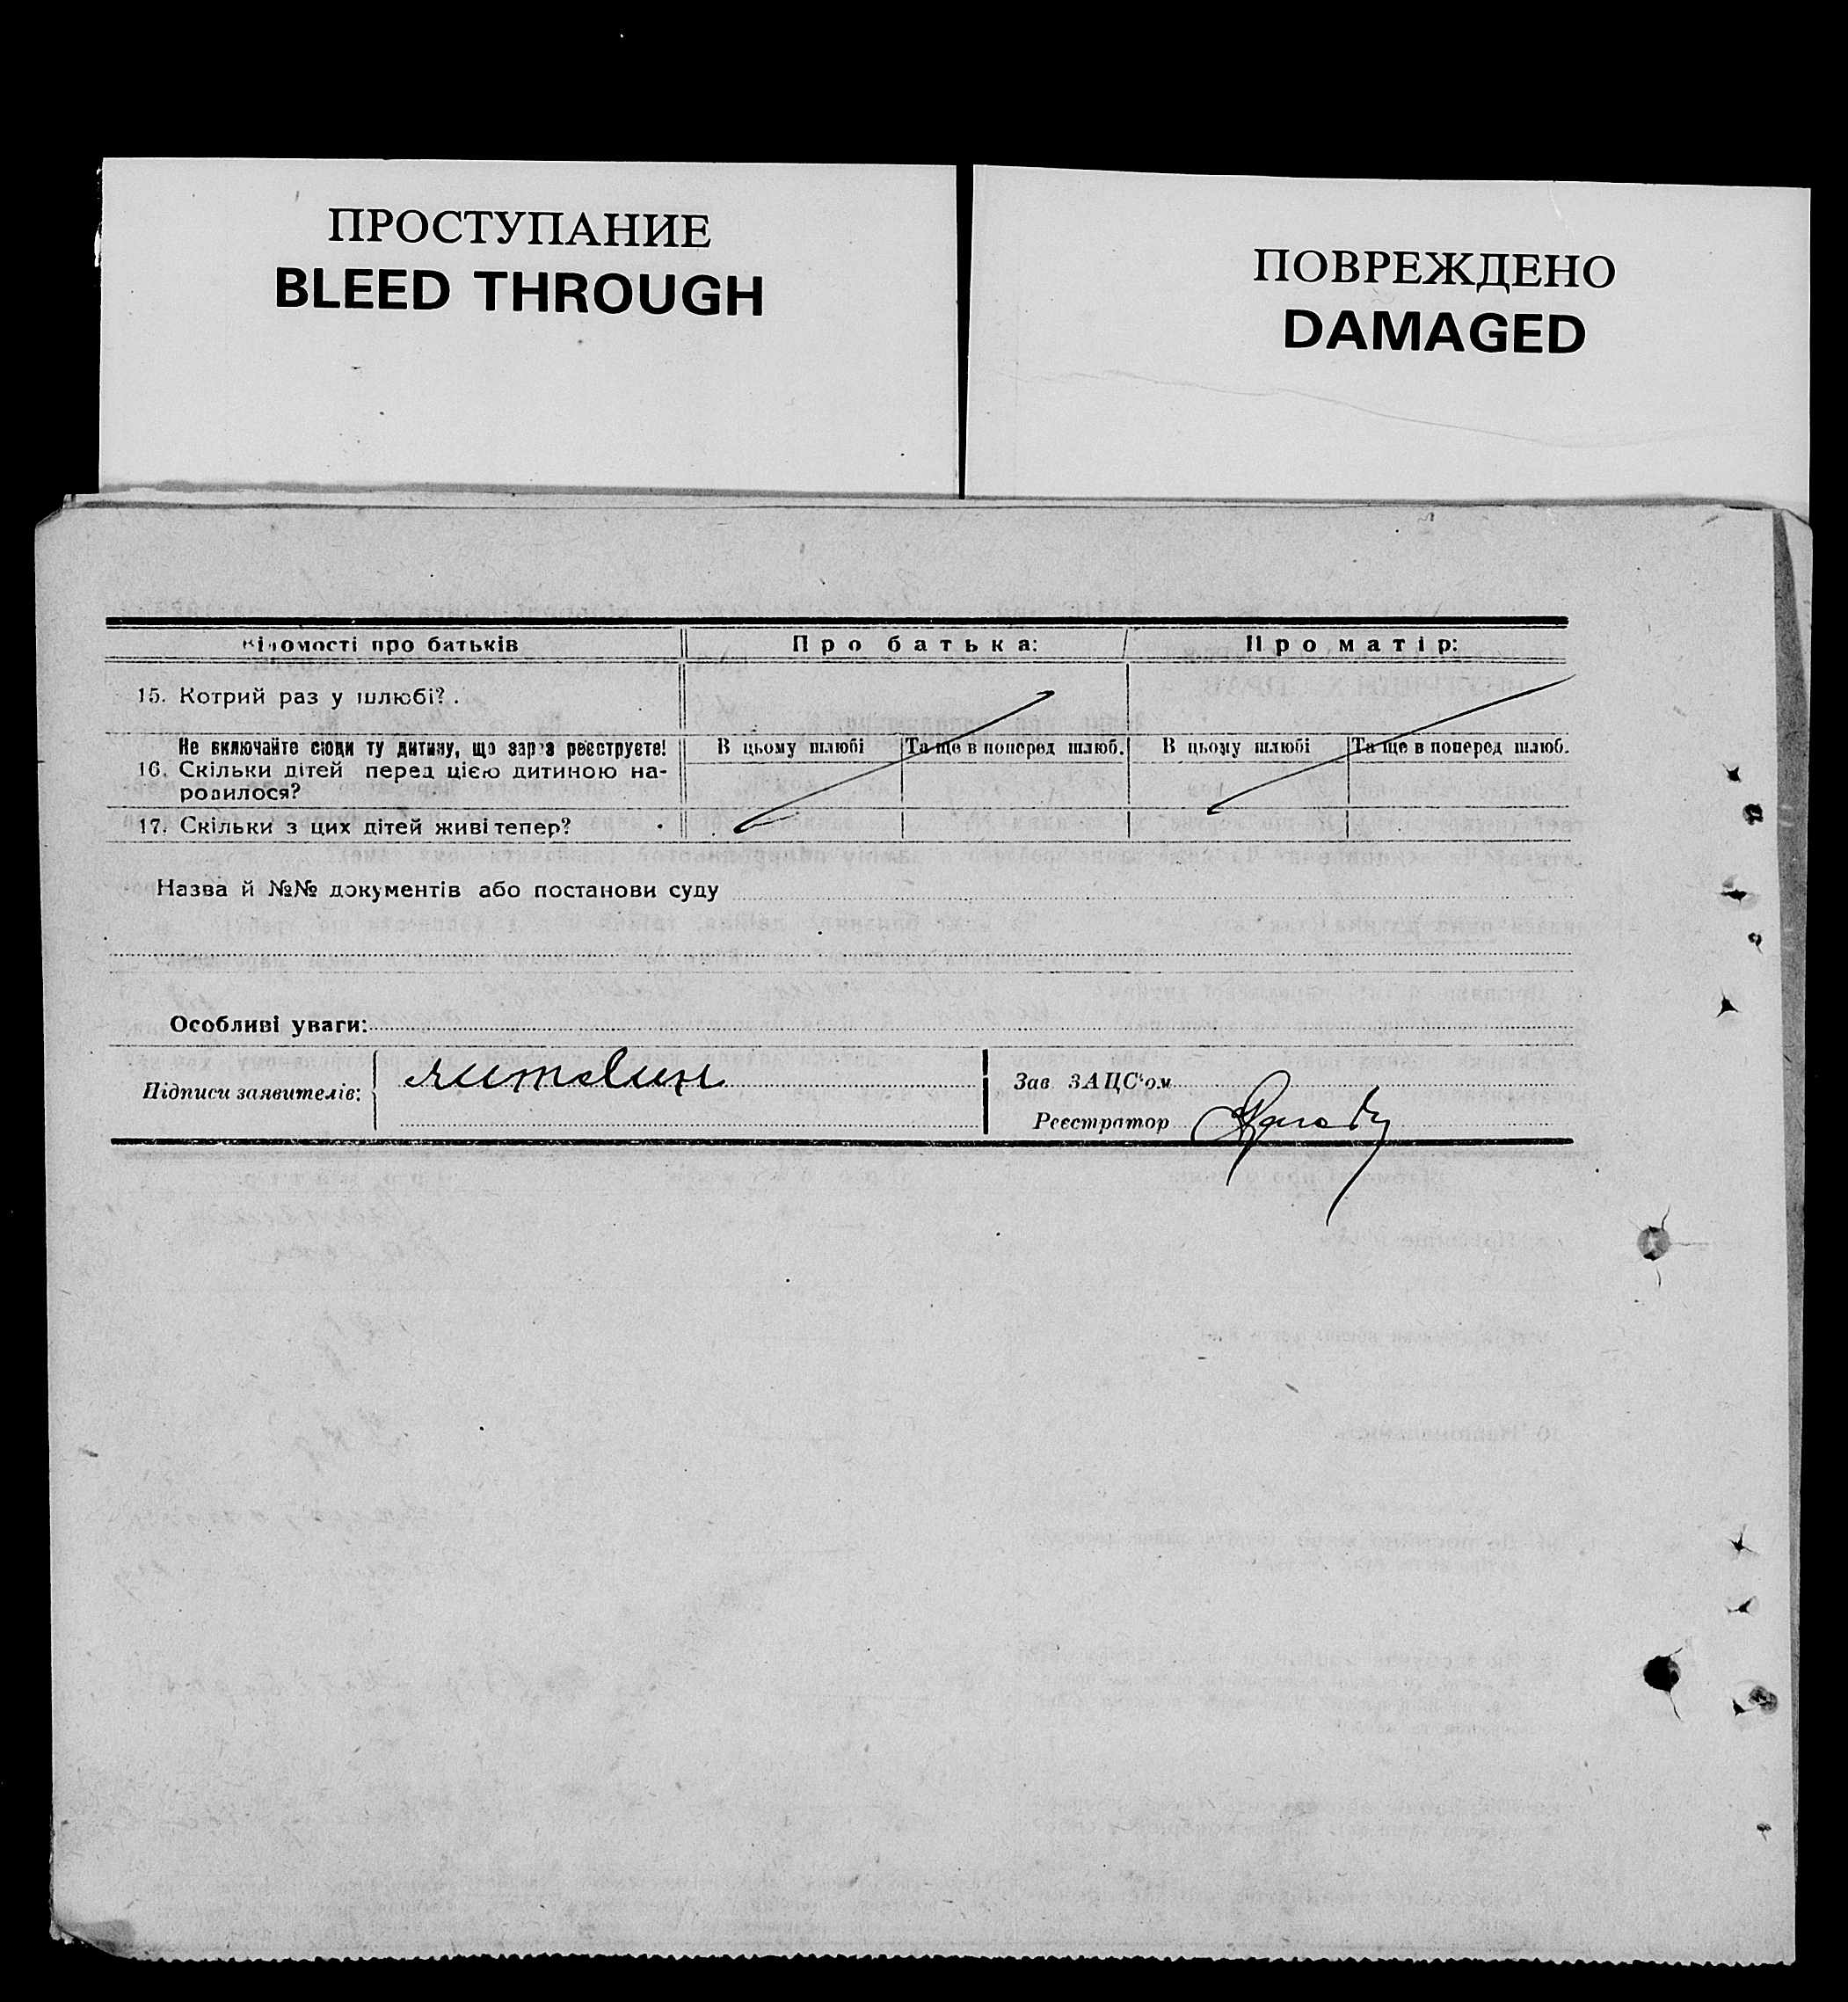 ПРОСТУПАНИЕ
BLEED THROUGH
ПОВРЕЖДЕНО
DAMAGED
Відомості про батьків
Про батька:
Про матір:
15. Котрий раз у шлюбі?.
Не включайте сюди ту дитину, що зараз реєструєте!
В цьому шлюбі
Та ще в поперед шлюб.
В цьому шлюбі
Та ще в поперед шлюб.
16. Скільки дітей перед цією дитиною на-
родилося?
17. Скільки з цих дітей живі тепер?
Назва й №№ документів або постанови суду
Особливі уваги:
Підписи заявителів:
Литвин
Зав ЗАЦС'ом
Реєстратор